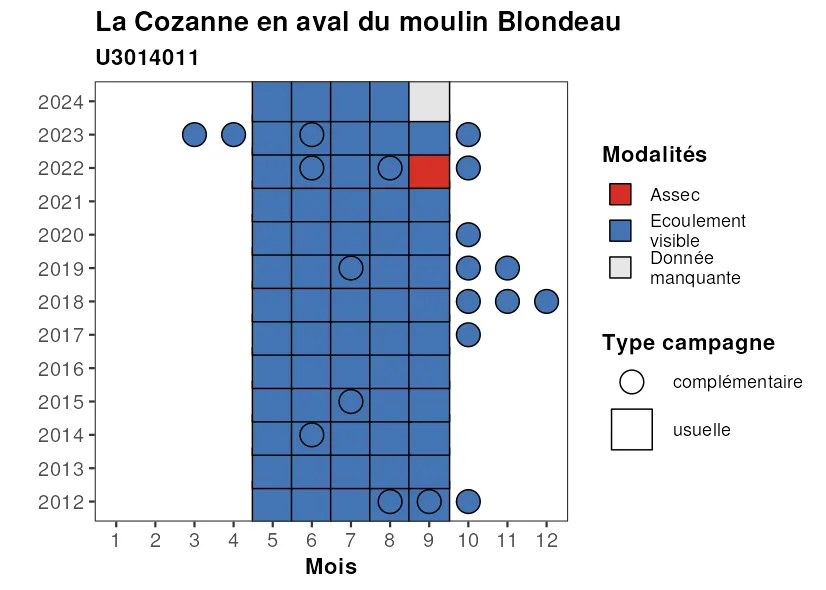 La Cozanne en aval du moulin Blondeau
U3014011
2024
2023
2022
2021
2020
2019
2018
2017
2016
2015
2014
2013
2012
1 2 3 4 5 6 7 8 9 10 11 12
Mois
Modalités
Assec
Ecoulement
visible
Donnée
manquante
Type campagne
complémentaire
usuelle